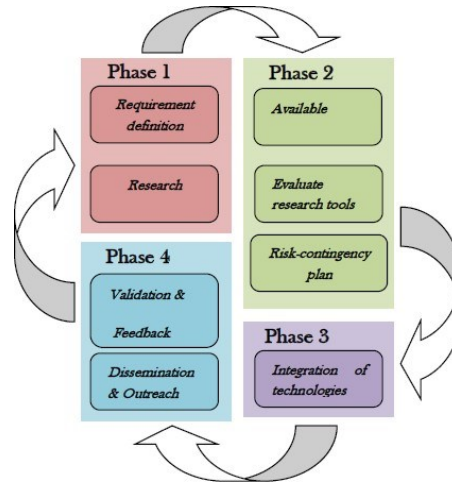 Phase 1
Requirement
definition
Research
Phase 2
Available
Evaluate
research tools
Risk-contingency
plan
Phase 3
Integration of
technologies
Phase 4
Validation &
Feedback
Dissemination
& Outreach